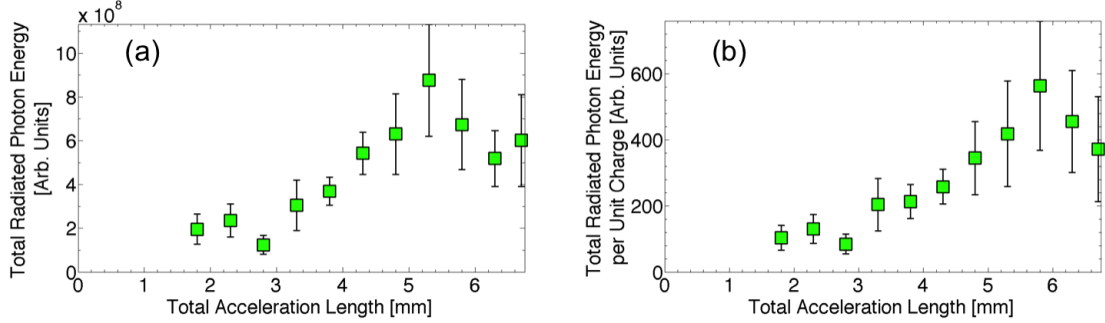 × 10⁸
(a)
Total Radiated Photon Energy
[Arb. Units]
10
8
6
4
2
0
0 1 2 3 4 5 6
Total Acceleration Length [mm]
(b)
Total Radiated Photon Energy
per Unit Charge [Arb. Units]
600
400
200
0
0 1 2 3 4 5 6
Total Acceleration Length [mm]